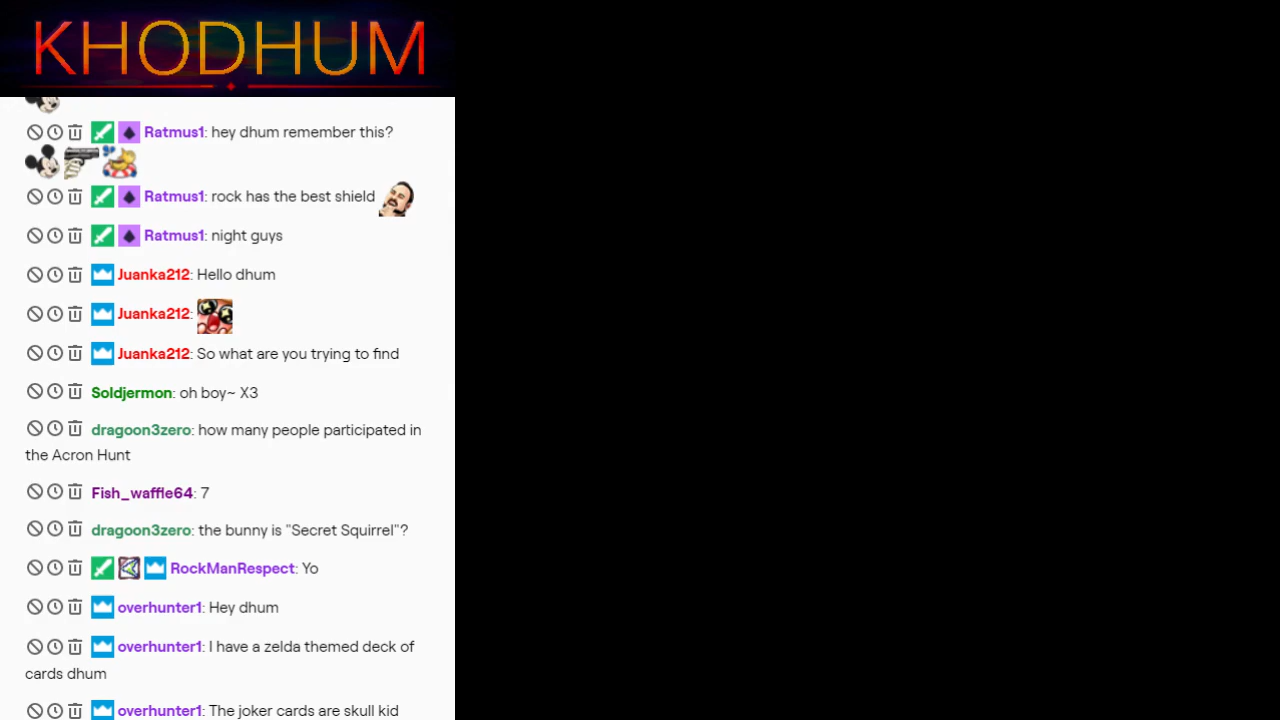 KHODHUM
Ratmus1: hey dhum remember this?
Ratmus1: rock has the best shield
Ratmus1: night guys
Juanka212: Hello dhum
Juanka212:
Juanka212: So what are you trying to find
Soldjermon: oh boy~ X3
dragoon3zero: how many people participated in
the Acron Hunt
Fish_waffle64: 7
dragoon3zero: the bunny is "Secret Squirrel"?
RockManRespect: Yo
overhunter1: Hey dhum
overhunter1: I have a zelda themed deck of
cards dhum
overhunter1: The joker cards are skull kid